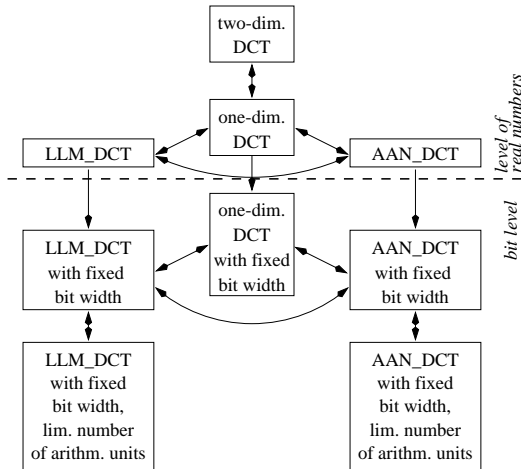 two-dim.
DCT
one-dim.
DCT
LLM_DCT
AAN_DCT
level of
real numbers
bit level
one-dim.
DCT
with fixed
bit width
LLM_DCT
with fixed
bit width
AAN_DCT
with fixed
bit width
LLM_DCT
with fixed
bit width,
lim. number
of arithm. units
AAN_DCT
with fixed
bit width,
lim. number
of arithm. units